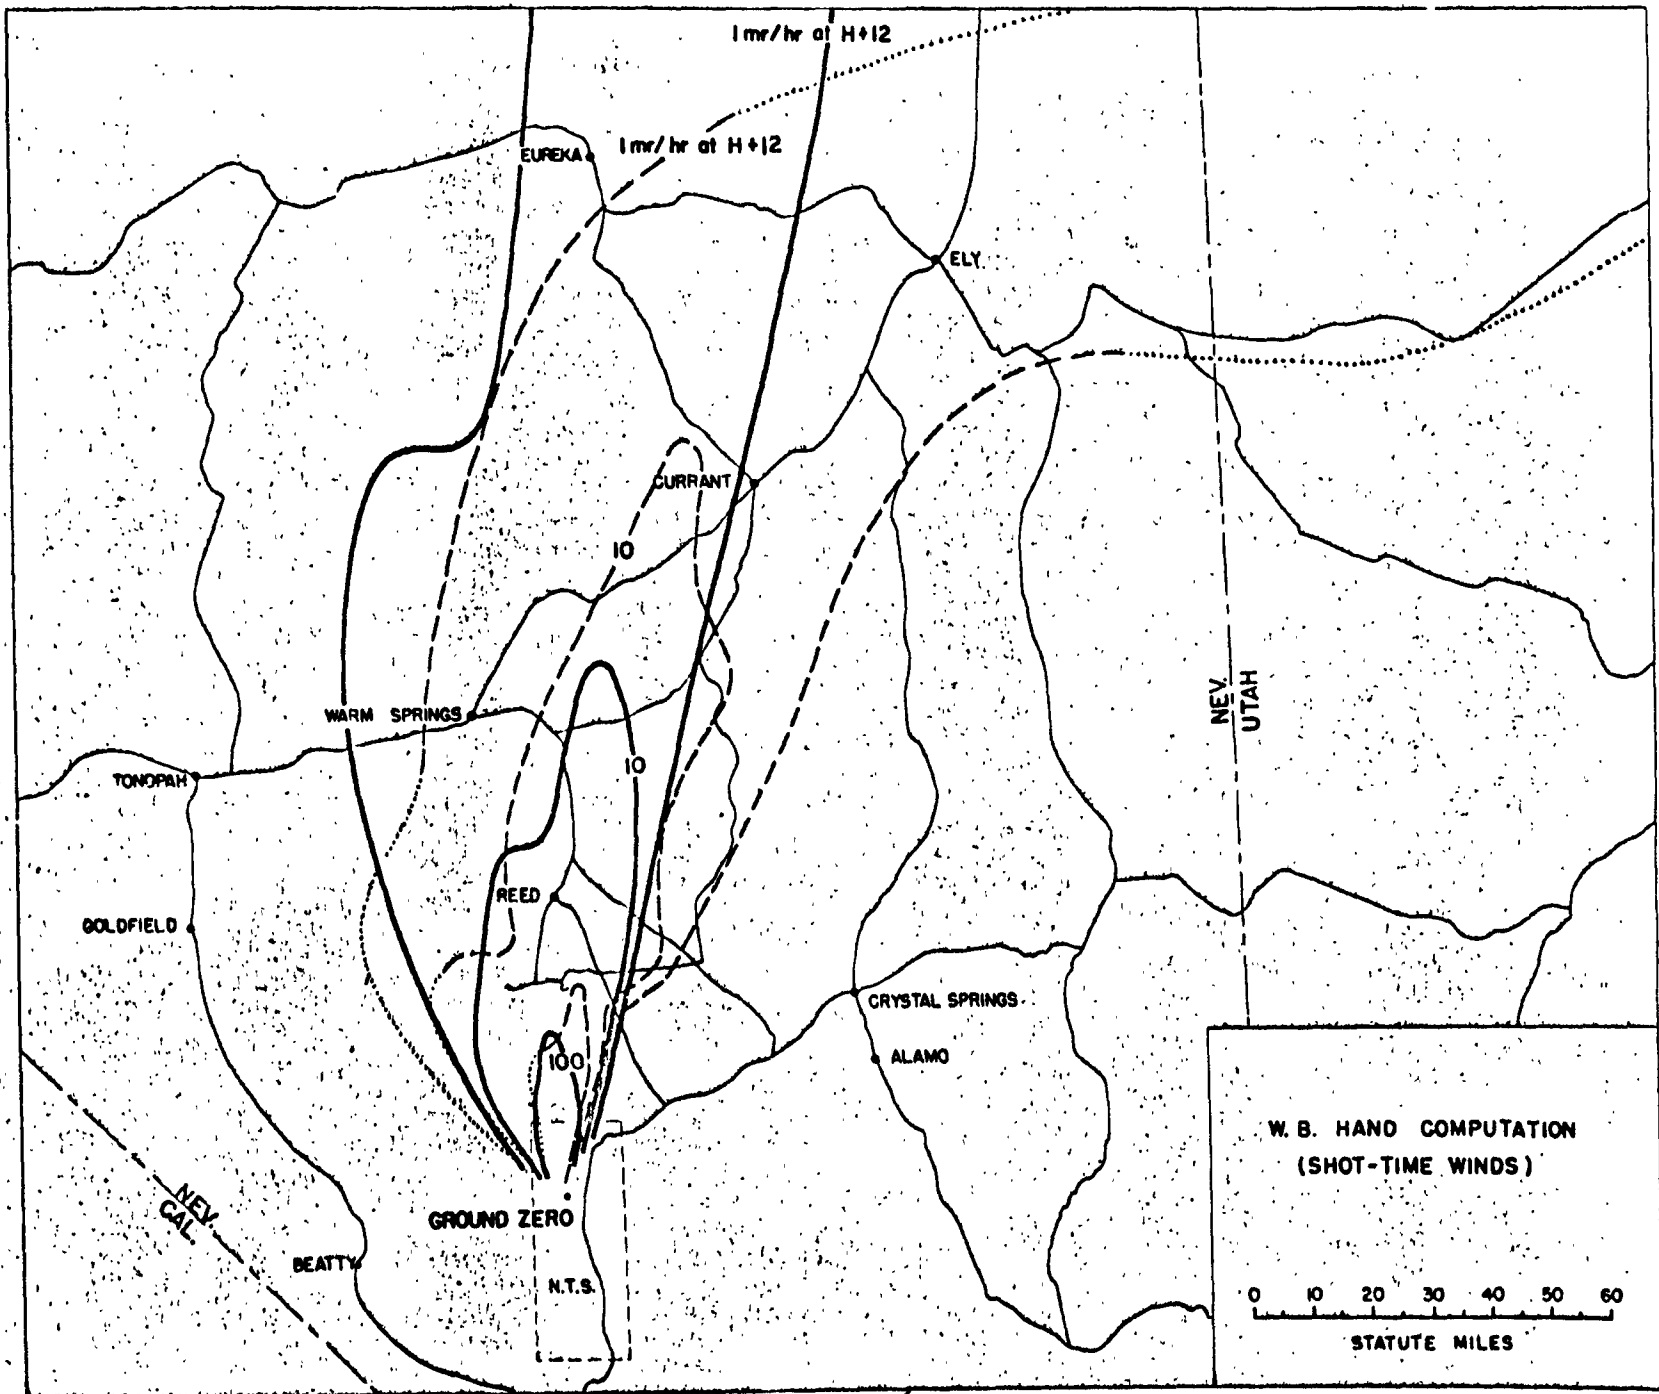 1 mr/hr at H+12
1 mr/hr at H+12
EUREKA
ELY
CURRANT
10
WARM SPRINGS
NEV.
UTAH
10
TONOPAH
REED
GOLDFIELD
CRYSTAL SPRINGS
100
ALAMO
W. B. HAND COMPUTATION
(SHOT-TIME WINDS)
NEV.
CAL.
GROUND ZERO
BEATTY
N.T.S.
0 10 20 30 40 50 60
STATUTE MILES